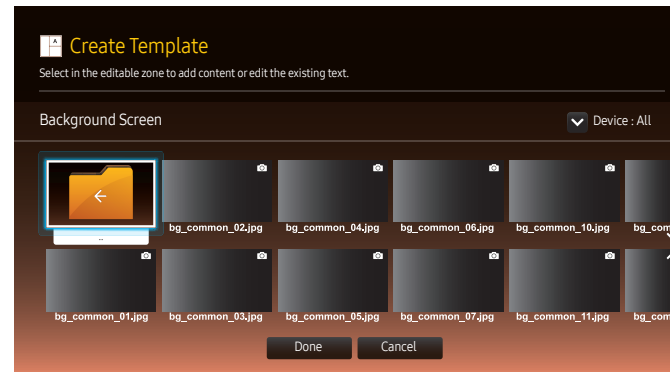 Create Template
Select in the editable zone to add content or edit the existing text.
Background Screen
Device : All
..
bg_common_02.jpg
bg_common_04.jpg
bg_common_06.jpg
bg_common_10.jpg
bg_com
bg_common_01.jpg
bg_common_03.jpg
bg_common_05.jpg
bg_common_07.jpg
bg_common_11.jpg
bg_com
Done
Cancel